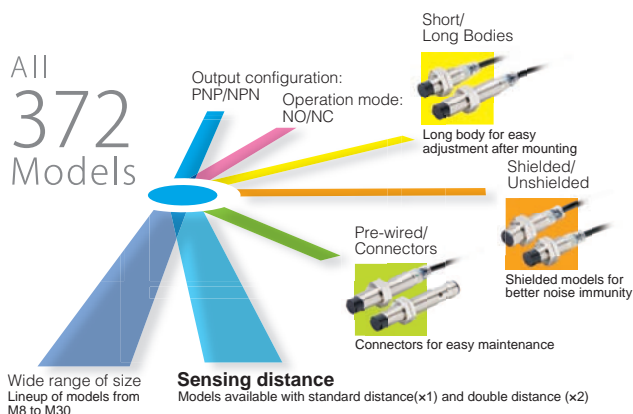 All
372
Models
Output configuration:
PNP/NPN
Operation mode:
NO/NC
Short/
Long Bodies
Long body for easy
adjustment after mounting
Shielded/
Unshielded
Shielded models for
better noise immunity
Pre-wired/
Connectors
Connectors for easy maintenance
Wide range of size
Lineup of models from
M8 to M30
Sensing distance
Models available with standard distance(×1) and double distance (×2)